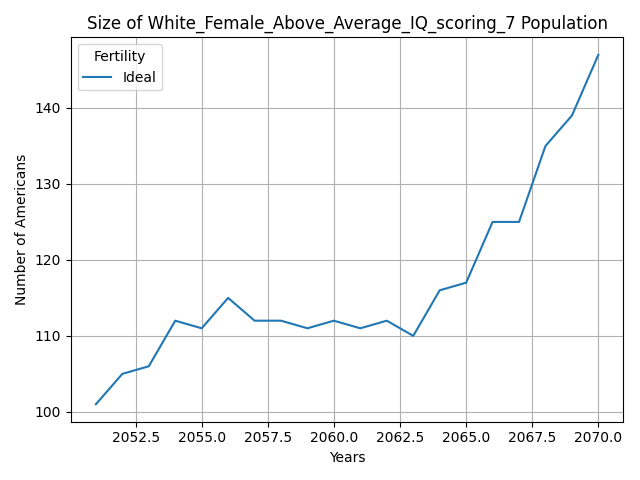 Size of White_Female_Above_Average_IQ_scoring_7 Population
Fertility
Ideal
Number of Americans
140
130
120
110
100
2052.5 2055.0 2057.5 2060.0 2062.5 2065.0 2067.5 2070.0
Years